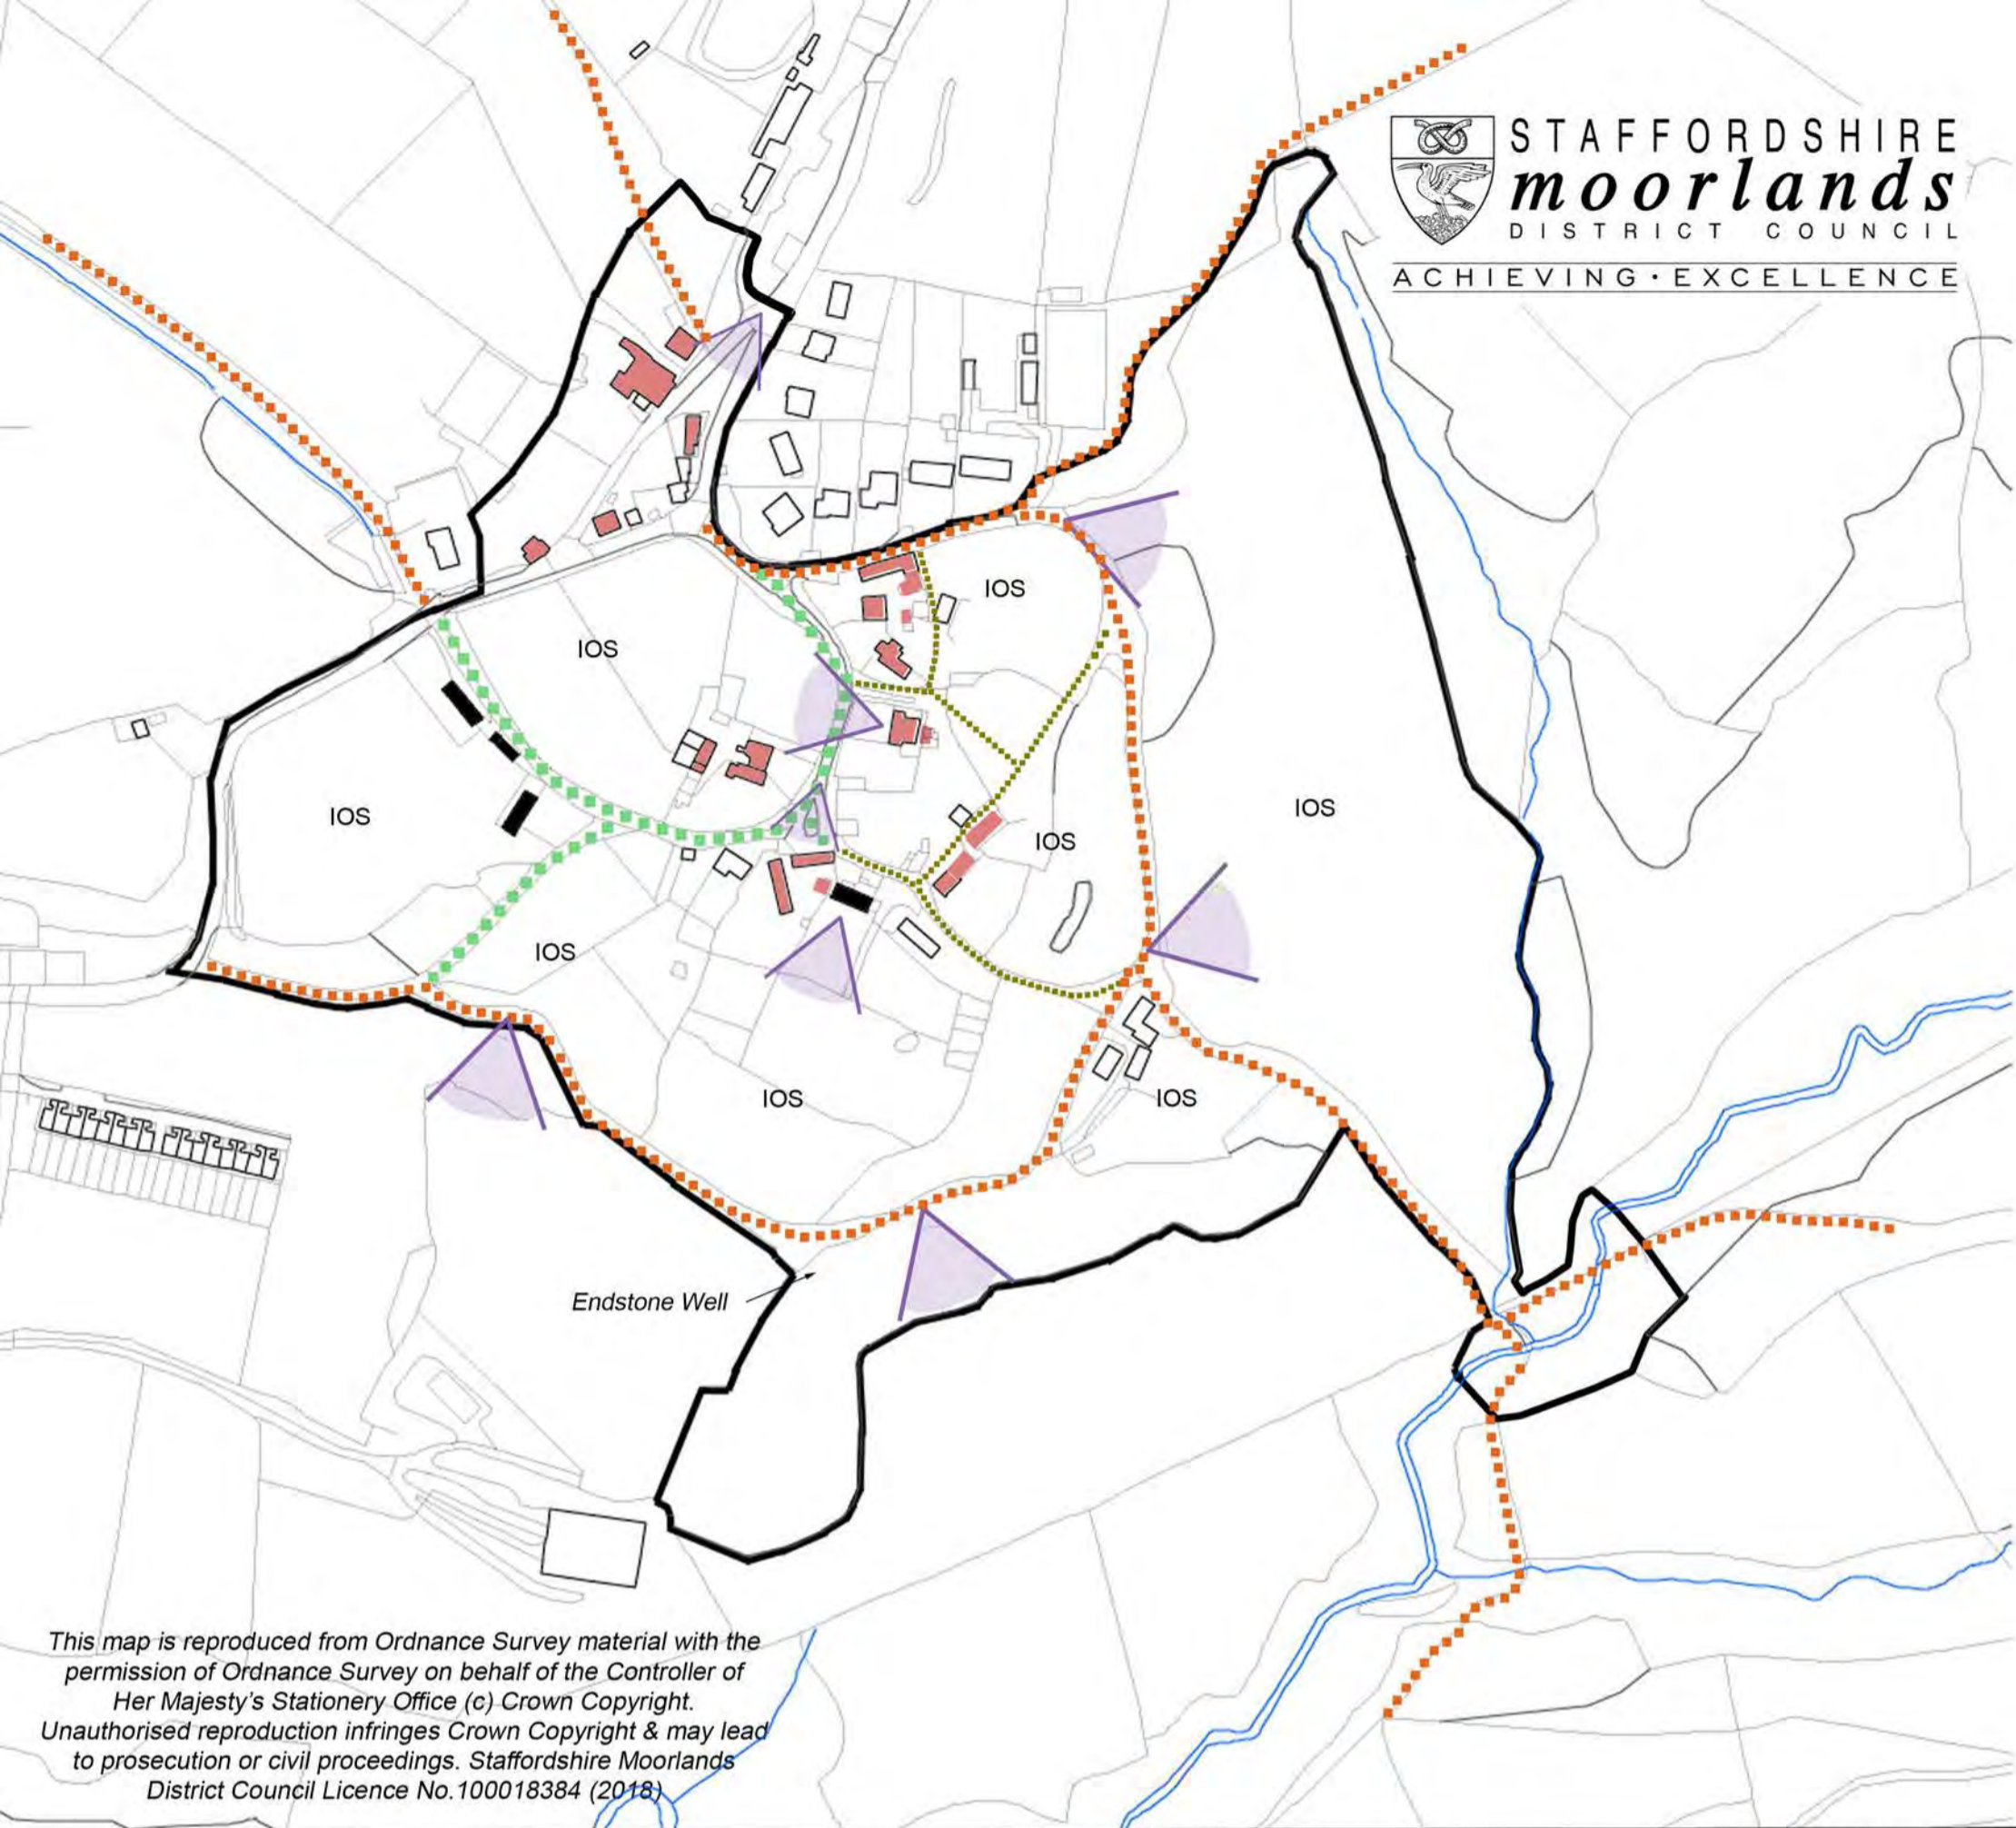 STAFFORDSHIRE
moorlands
DISTRICT COUNCIL
ACHIEVING · EXCELLENCE
IOS
IOS
IOS
IOS
IOS
IOS
IOS
IOS
Endstone Well
This map is reproduced from Ordnance Survey material with the
permission of Ordnance Survey on behalf of the Controller of
Her Majesty's Stationery Office (c) Crown Copyright.
Unauthorised reproduction infringes Crown Copyright & may lead
to prosecution or civil proceedings. Staffordshire Moorlands
District Council Licence No.100018384 (2018)